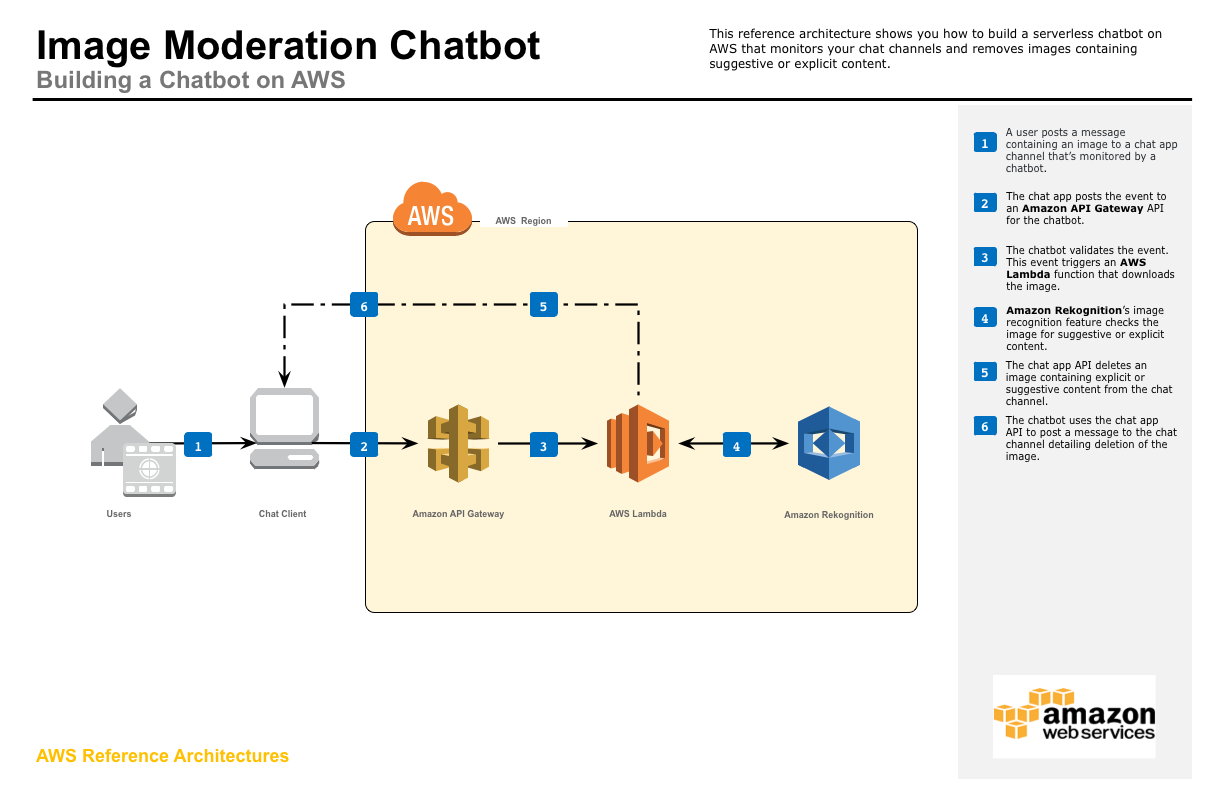 Image Moderation Chatbot
Building a Chatbot on AWS
This reference architecture shows you how to build a serverless chatbot on
AWS that monitors your chat channels and removes images containing
suggestive or explicit content.
AWS
AWS Region
6
5
1
2
3
4
Users
Chat Client
Amazon API Gateway
AWS Lambda
Amazon Rekognition
1
A user posts a message
containing an image to a chat app
channel that’s monitored by a
chatbot.
2
The chat app posts the event to
an Amazon API Gateway API
for the chatbot.
3
The chatbot validates the event.
This event triggers an AWS
Lambda function that downloads
the image.
4
Amazon Rekognition’s image
recognition feature checks the
image for suggestive or explicit
content.
5
The chat app API deletes an
image containing explicit or
suggestive content from the chat
channel.
6
The chatbot uses the chat app
API to post a message to the chat
channel detailing deletion of the
image.
amazon
web services
AWS Reference Architectures